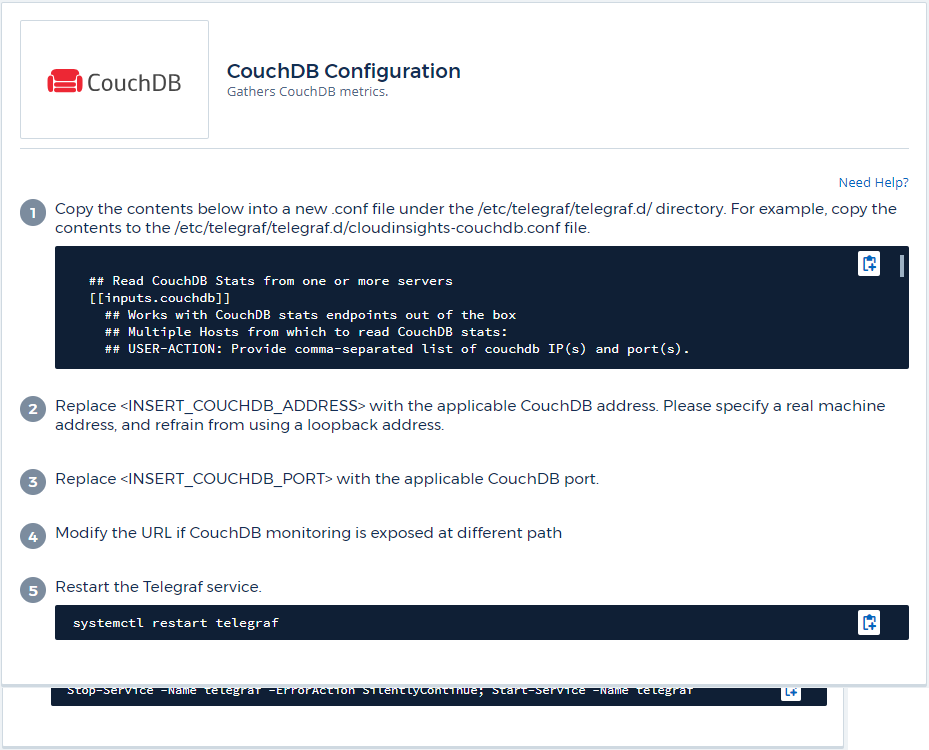 CouchDB
CouchDB Configuration
Gathers CouchDB metrics.
Need Help?
1 Copy the contents below into a new .conf file under the /etc/telegraf/telegraf.d/ directory. For example, copy the
contents to the /etc/telegraf/telegraf.d/cloudinsights-couchdb.conf file.
## Read CouchDB Stats from one or more servers
[[inputs.couchdb]]
## Works with CouchDB stats endpoints out of the box
## Multiple Hosts from which to read CouchDB stats:
## USER-ACTION: Provide comma-separated list of couchdb IP(s) and port(s).
2 Replace <INSERT_COUCHDB_ADDRESS> with the applicable CouchDB address. Please specify a real machine
address, and refrain from using a loopback address.
3 Replace <INSERT_COUCHDB_PORT> with the applicable CouchDB port.
4 Modify the URL if CouchDB monitoring is exposed at different path
5 Restart the Telegraf service.
systemctl restart telegraf
Stop-Service -Name telegraf -ErrorAction SilentlyContinue; Start-Service -Name telegraf